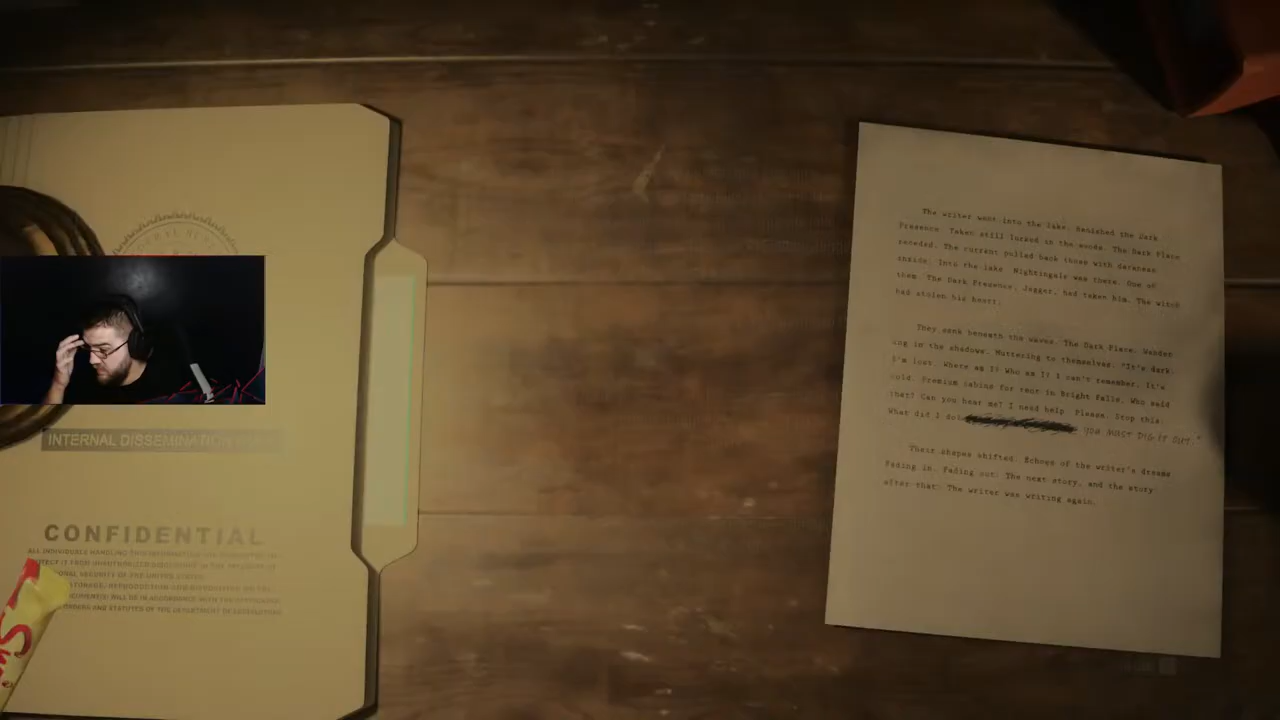 INTERNAL DISSEMINATION
CONFIDENTIAL
The writer went into the lake. Banished the Dark
Presence. Taken still lurked in the woods. The Dark Place
receded. The current pulled back those with darkness
inside. Into the lake. Nightingale was there. One of
them. The Dark Presence, Jagger, had taken him. The witch
had stolen his heart.
They sank beneath the waves. The Dark Place. Wander
ing in the shadows. Muttering to themselves. "It's dark.
I'm lost. Where am I? Who am I? I can't remember. It's
cold. Premium cabins for rent in Bright Falls. Who said
that? Can you hear me? I need help. Please. Stop this.
What did I do? YOU MUST DIG IT OUT."
Their shapes shifted. Echoes of the writer's dreams
fading in. Fading out. The next story, and the story
after that. The writer was writing again.